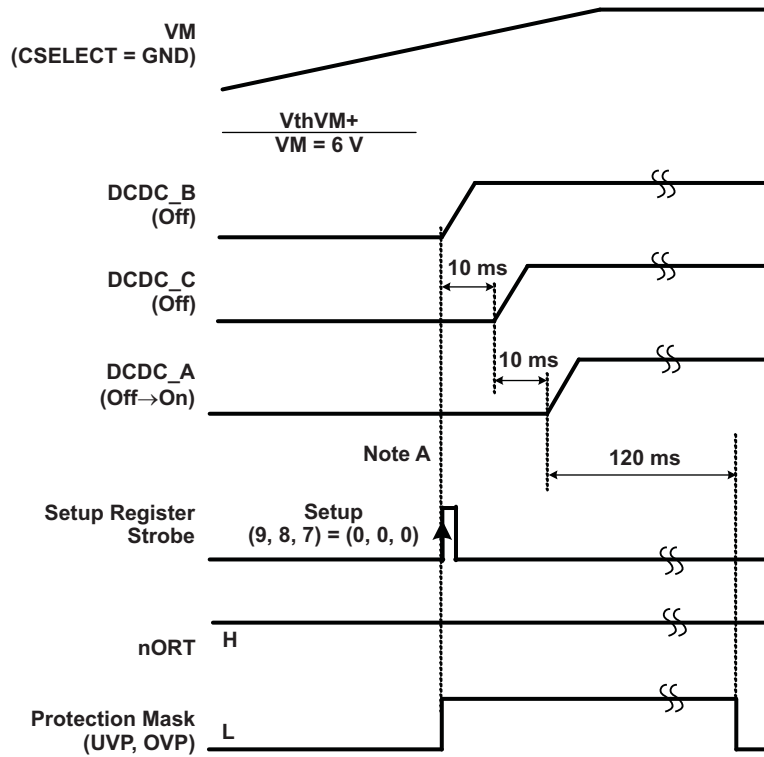 VM
(CSELECT = GND)
VthVM+
VM = 6 V
DCDC_B
(Off)
10 ms
DCDC_C
(Off)
10 ms
DCDC_A
(Off→On)
Note A
120 ms
Setup Register
Strobe
Setup
(9, 8, 7) = (0, 0, 0)
nORT
H
Protection Mask
(UVP, OVP)
L